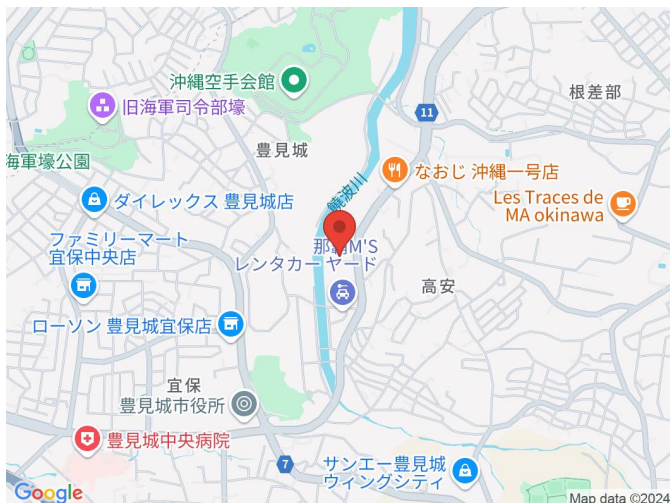 沖縄空手会館
根差部
旧海軍司令部壕
11
豊見城
海軍壕公園
なおじ 沖縄一号店
饒波川
ダイレックス 豊見城店
Les Traces de
MA okinawa
ファミリーマート
宜保中央店
那覇M'S
レンタカー ヤード
高安
ローソン 豊見城宜保店
宜保
豊見城市役所
豊見城中央病院
7
サンエー豊見城
ウィングシティ
Google
Map data ©2024